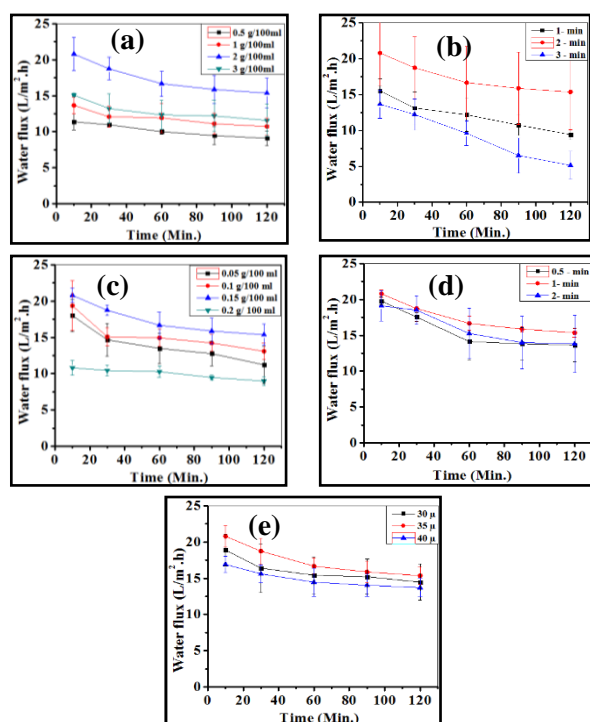 (a)
0.5 g/100ml
1 g/100ml
2 g/100ml
3 g/100ml
Water flux (L/m².h)
25
20
15
10
5
0
0 20 40 60 80 100 120
Time (Min.)
(b)
1- min
2 - min
3 - min
Water flux (L/m².h)
25
20
15
10
5
0
0 20 40 60 80 100 120
Time (Min.)
(c)
0.05 g/100 ml
0.1 g/100 ml
0.15 g/100 ml
0.2 g/100 ml
Water flux (L/m².h)
25
20
15
10
5
0
0 20 40 60 80 100 120
Time (Min.)
(d)
0.5 - min
1- min
2- min
Water flux (L/m².h)
25
20
15
10
5
0
0 20 40 60 80 100 120
Time (Min.)
(e)
30 µ
35 µ
40 µ
Water flux (L/m².h)
25
20
15
10
5
0
0 20 40 60 80 100 120
Time (Min.)